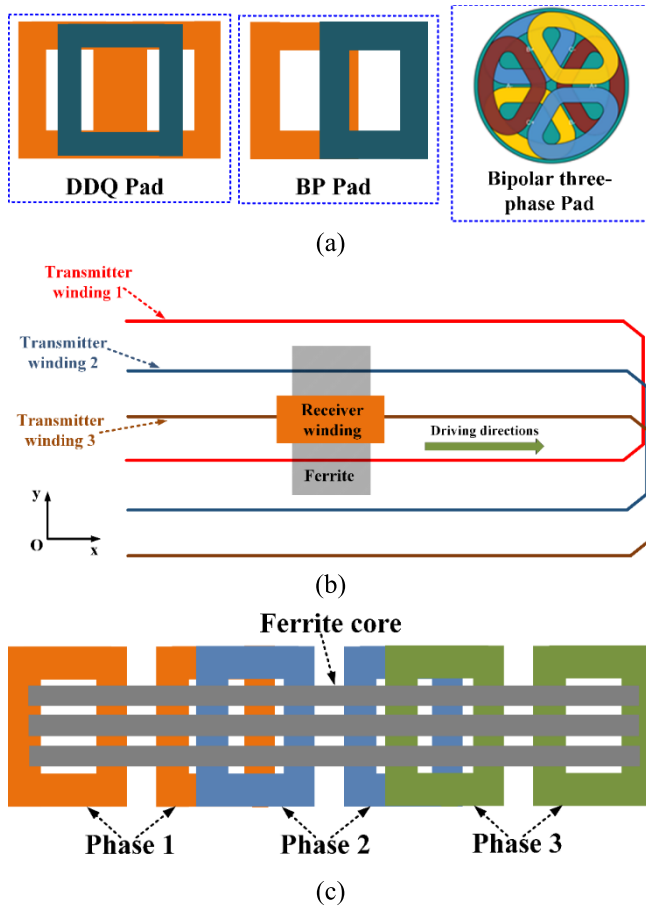 DDQ Pad
BP Pad
Bipolar three-
phase Pad
(a)
Transmitter
winding 1
Transmitter
winding 2
Transmitter
winding 3
Receiver
winding
Driving directions
Ferrite
y
O
x
(b)
Ferrite core
Phase 1
Phase 2
Phase 3
(c)